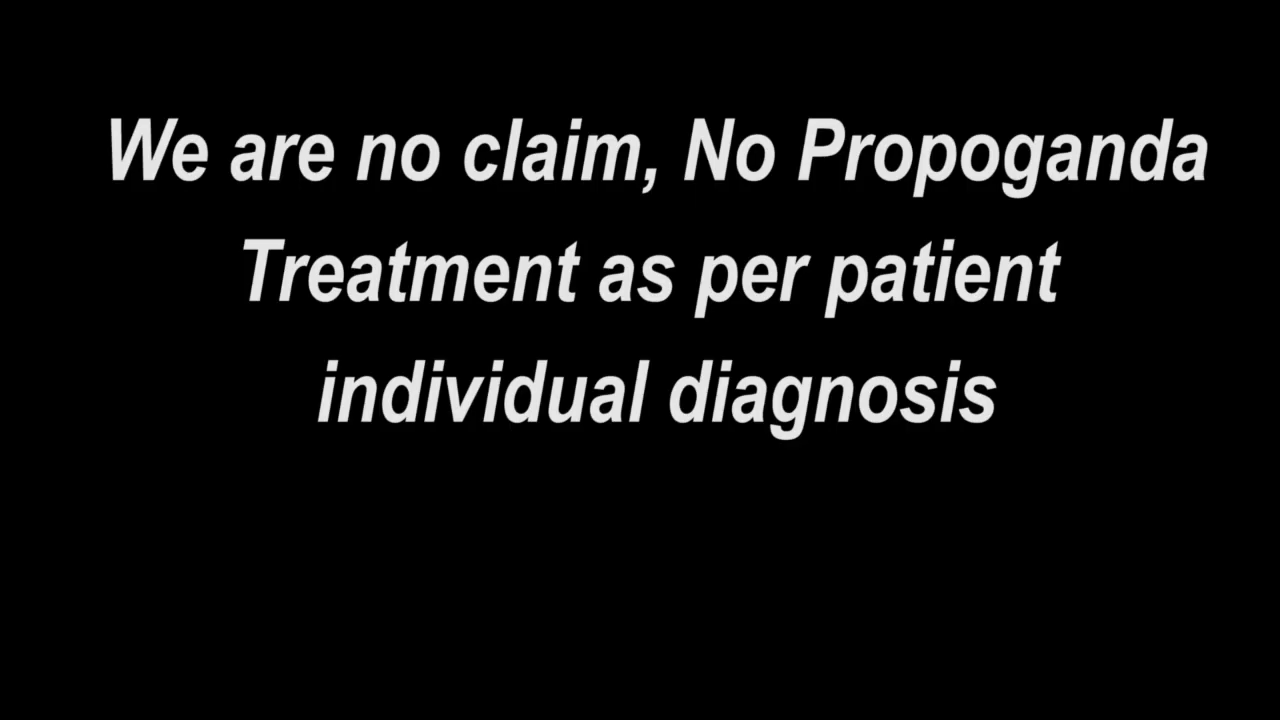 We are no claim, No Propoganda
Treatment as per patient
individual diagnosis